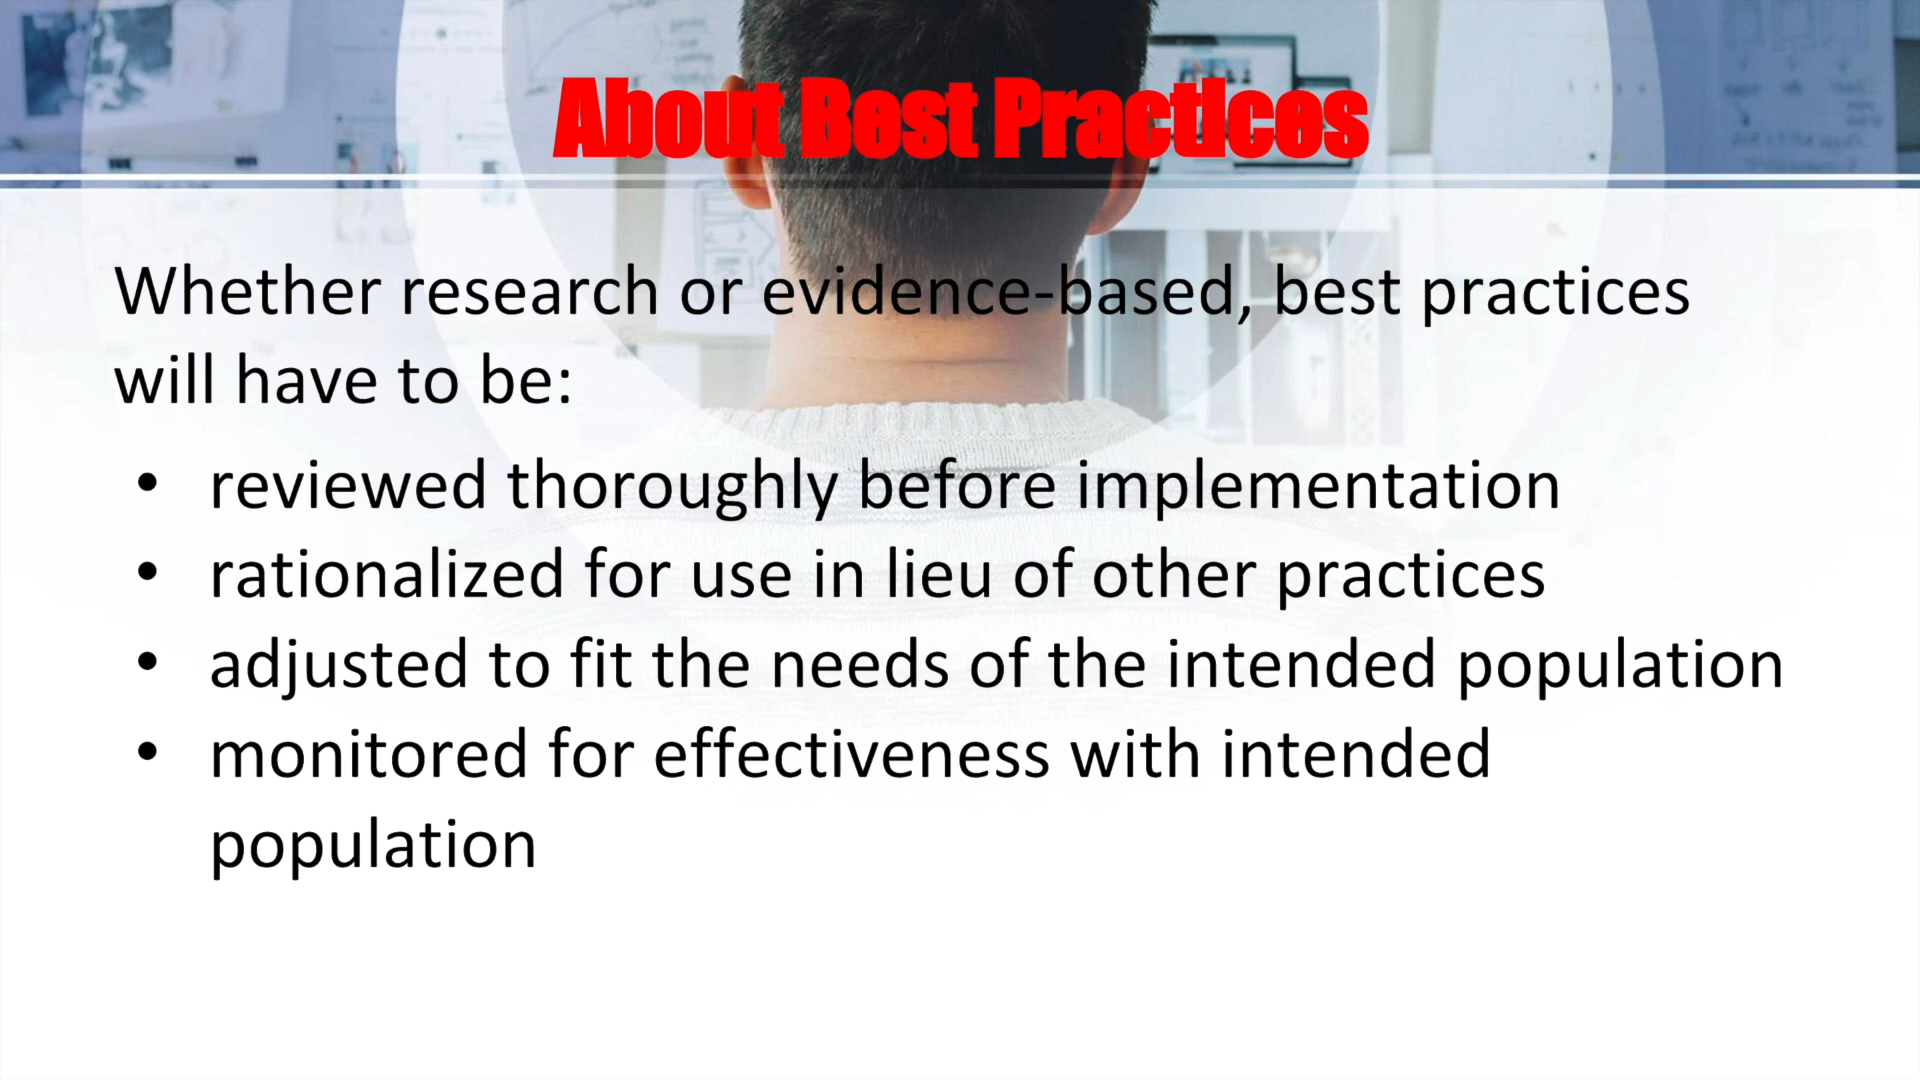 About Best Practices
Whether research or evidence-based, best practices
will have to be:
• reviewed thoroughly before implementation
• rationalized for use in lieu of other practices
• adjusted to fit the needs of the intended population
• monitored for effectiveness with intended
population